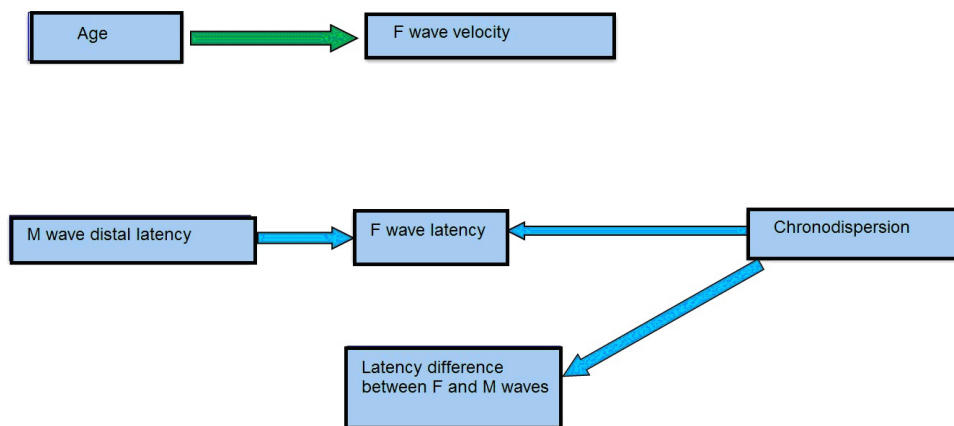 Age
F wave velocity
M wave distal latency
F wave latency
Chronodispersion
Latency difference
between F and M waves